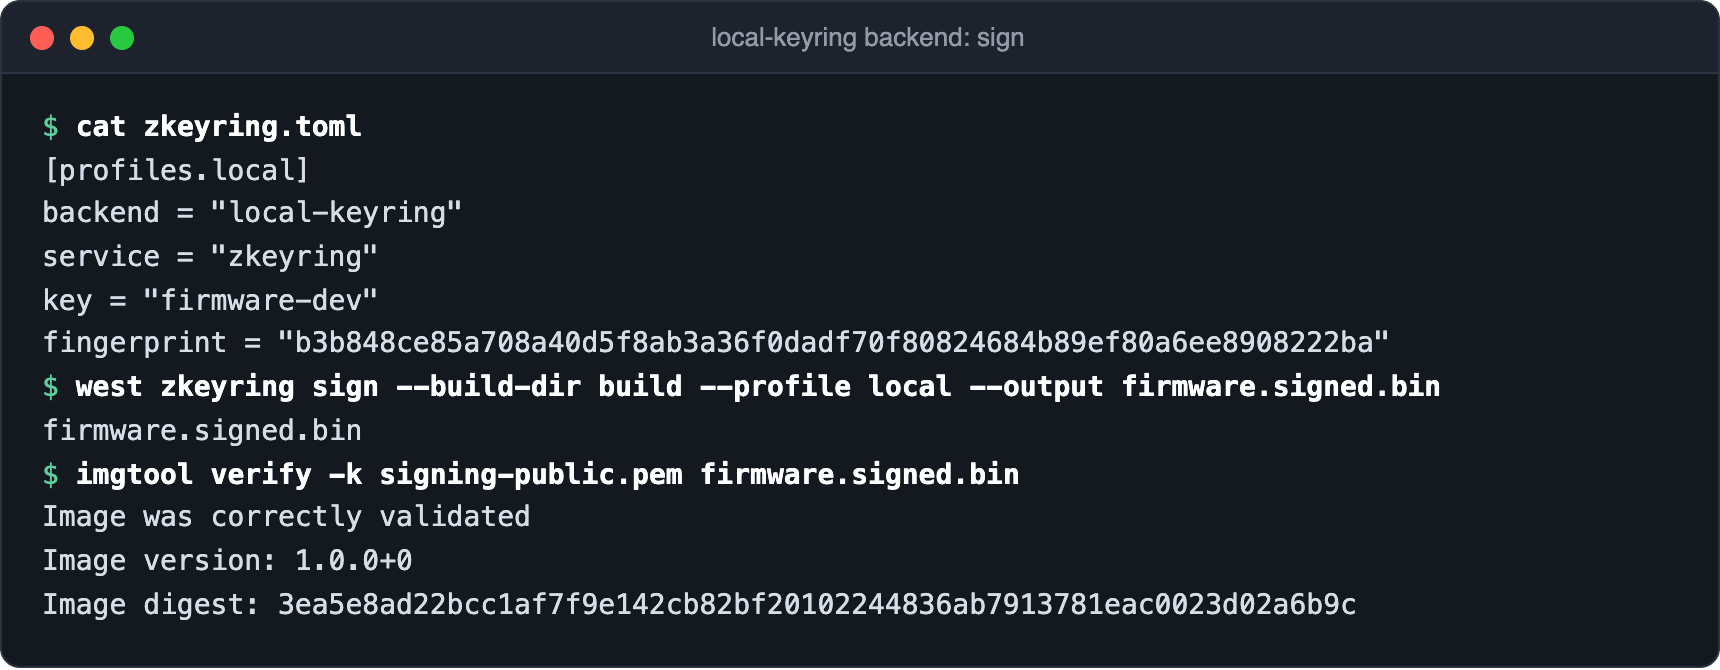 local-keyring backend: sign
$ cat zkeyring.toml
[profiles.local]
backend = "local-keyring"
service = "zkeyring"
key = "firmware-dev"
fingerprint = "b3b848ce85a708a40d5f8ab3a36f0dadf70f80824684b89ef80a6ee8908222ba"
$ west zkeyring sign --build-dir build --profile local --output firmware.signed.bin
firmware.signed.bin
$ imgtool verify -k signing-public.pem firmware.signed.bin
Image was correctly validated
Image version: 1.0.0+0
Image digest: 3ea5e8ad22bcc1af7f9e142cb82bf20102244836ab7913781eac0023d02a6b9c